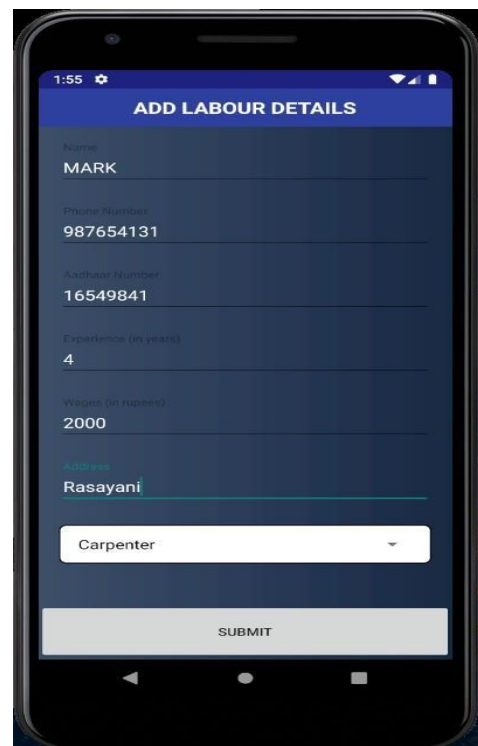 1:55
ADD LABOUR DETAILS
Name
MARK
Phone Number
987654131
Aadhaar Number
16549841
Experience (in years)
4
Wages (in rupees)
2000
Address
Rasayani
Carpenter
SUBMIT